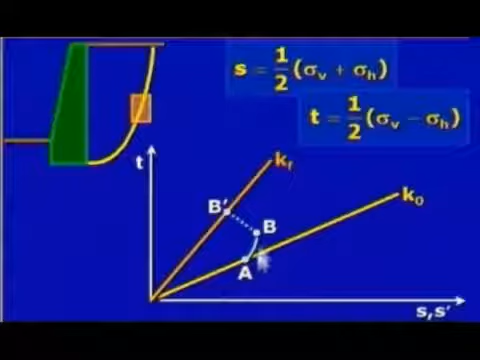 s = 1/2 (σv + σh)
t = 1/2 (σv − σh)
t
kf
B'
k0
B
A
s,s'